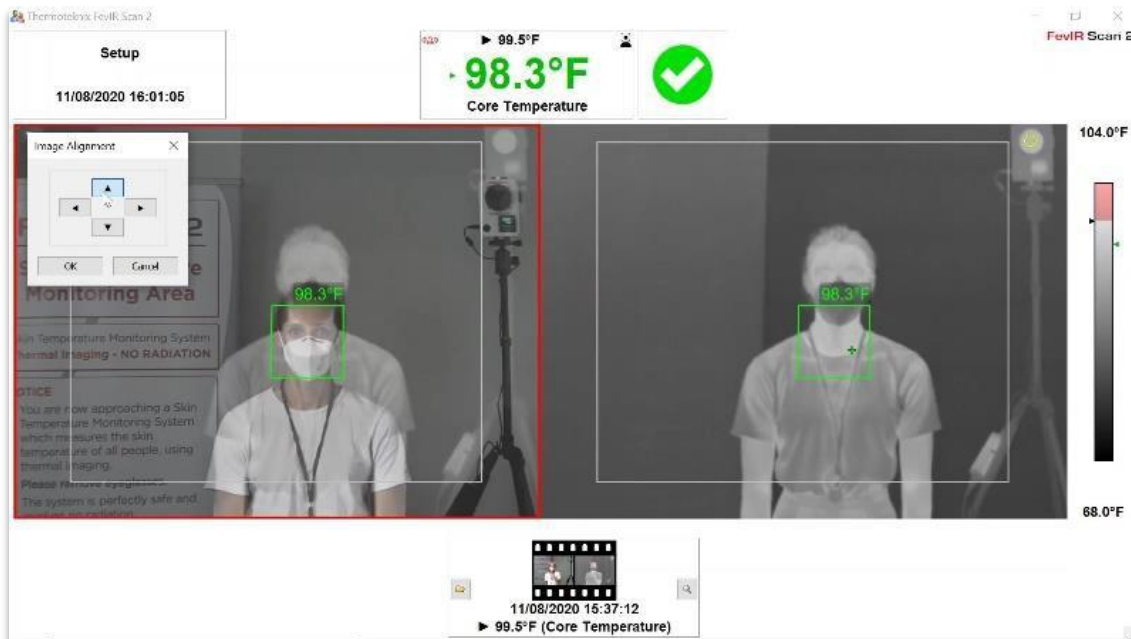 Thermoteknix FevIR Scan 2
FevIR Scan 2
Setup
11/08/2020 16:01:05
► 99.5°F
98.3°F
Core Temperature
Image Alignment
OK
Cancel
2
Monitoring Area
Skin Temperature Monitoring System
Thermal Imaging - NO RADIATION
NOTICE
You are now approaching a Skin
Temperature Monitoring System
which measures the skin
temperature of all people, using
thermal imaging.
Please remove eyeglasses.
The system is perfectly safe and
involves no radiation
98.3°F
98.3°F
104.0°F
68.0°F
11/08/2020 15:37:12
► 99.5°F (Core Temperature)